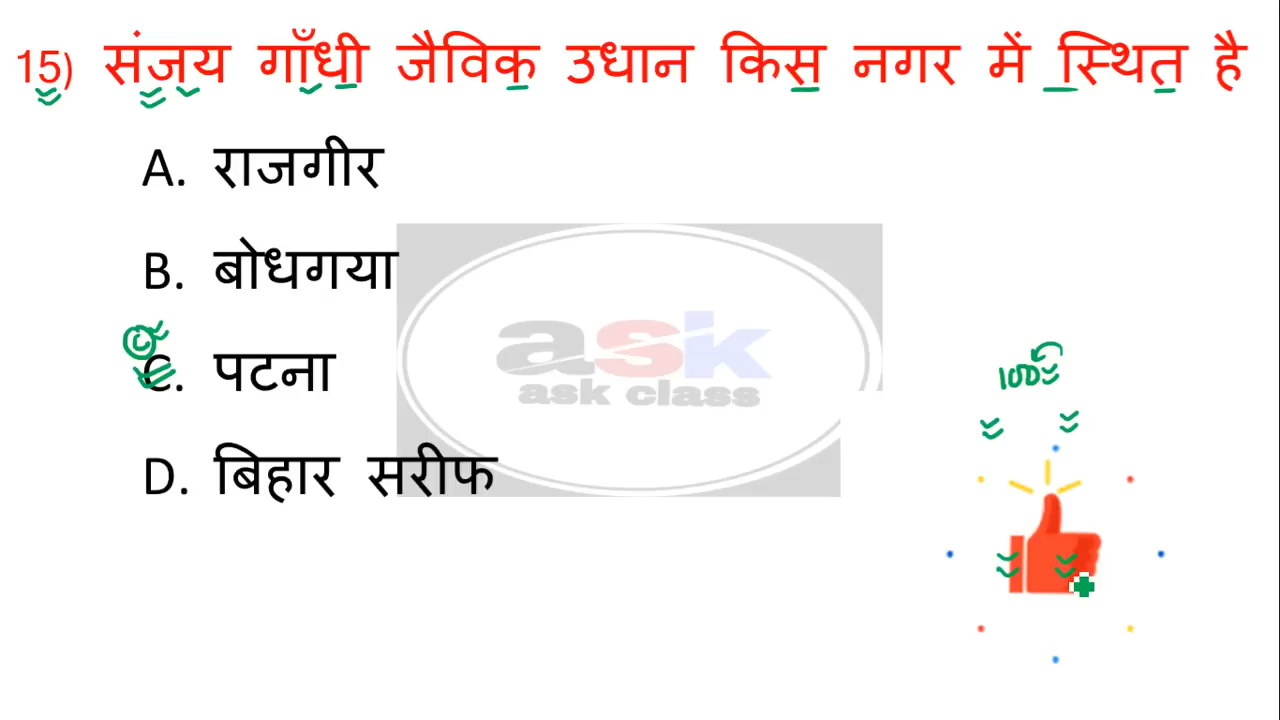 15) संजय गाँधी जैविक उधान किस नगर में स्थित है
A. राजगीर
B. बोधगया
C
C. पटना
D. बिहार सरीफ
ask
ask class
100